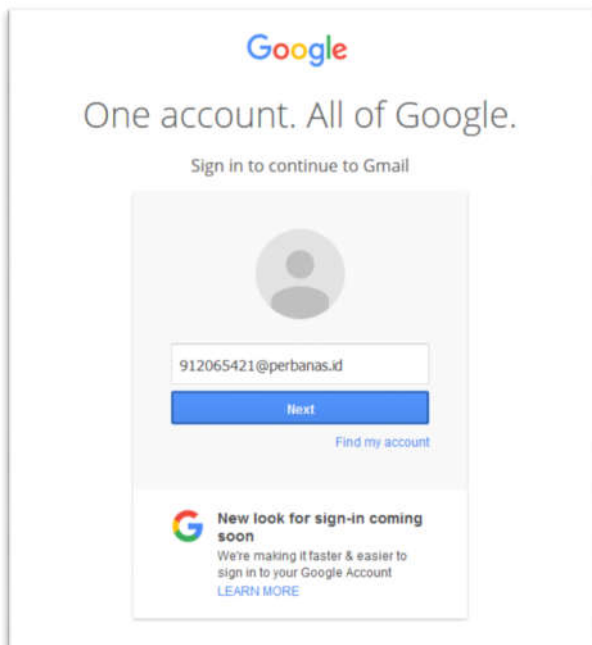 Google
One account. All of Google.
Sign in to continue to Gmail
912065421@perbanas.id
Next
Find my account
New look for sign-in coming
soon
We're making it faster & easier to
sign in to your Google Account
LEARN MORE